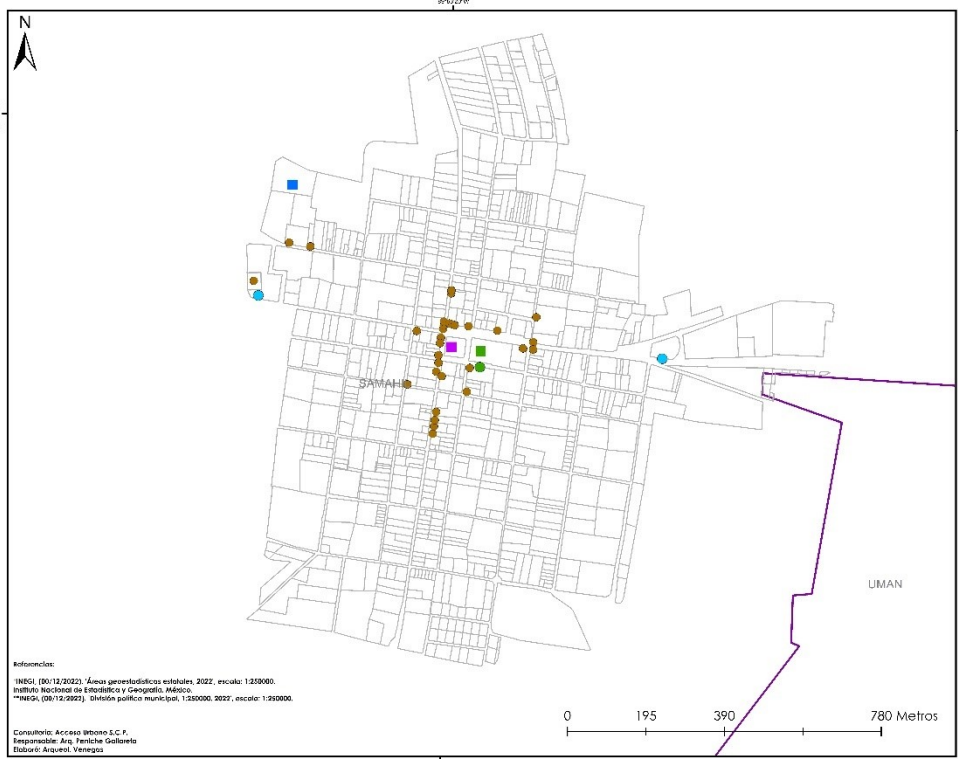 N
SAMAHIL
UMAN
Referencias:
*INEGI, (00/12/2022). "Áreas geoestadísticas estatales, 2022", escala: 1:250000.
Instituto Nacional de Estadística y Geografía. México.
**INEGI, (00/12/2022). División política municipal, 1:250000, 2022", escala: 1:250000.
0 195 390 780 Metros
Consultoría: Acceso Urbano S.C.P.
Responsable: Arq. Peniche Gallareta
Elaboró: Arqueol. Venegas